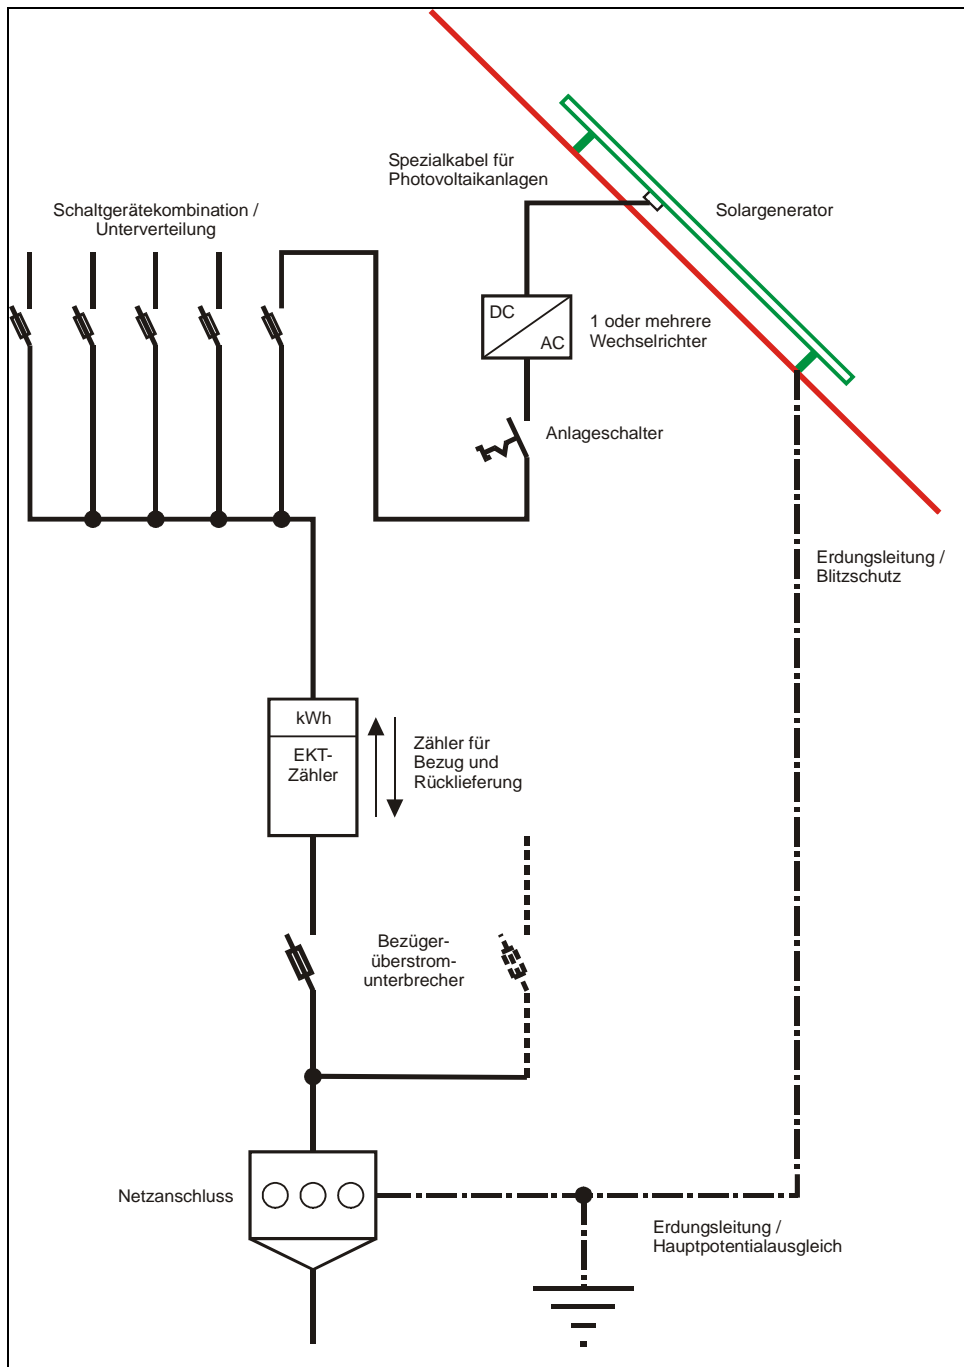 Spezialkabel für
Photovoltaikanlagen
Schaltgerätekombination /
Unterverteilung
Solargenerator
DC
AC
1 oder mehrere
Wechselrichter
Anlageschalter
Erdungsleitung /
Blitzschutz
kWh
EKT-
Zähler
Zähler für
Bezug und
Rücklieferung
Bezüger-
überstrom-
unterbrecher
Netzanschluss
Erdungsleitung /
Hauptpotentialausgleich